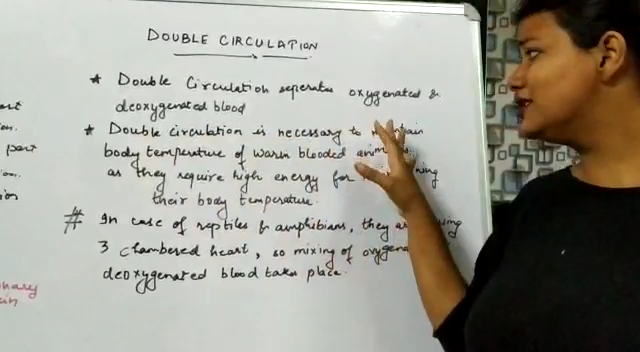 DOUBLE CIRCULATION
* Double Circulation seperates oxygenated &
deoxygenated blood
* Double circulation is necessary to
body temperature of warm blooded
as they require high energy for
their body temperature.
# In case of reptiles & amphibians, they
3 chambered heart, so mixing of
deoxygenated blood takes place.
part